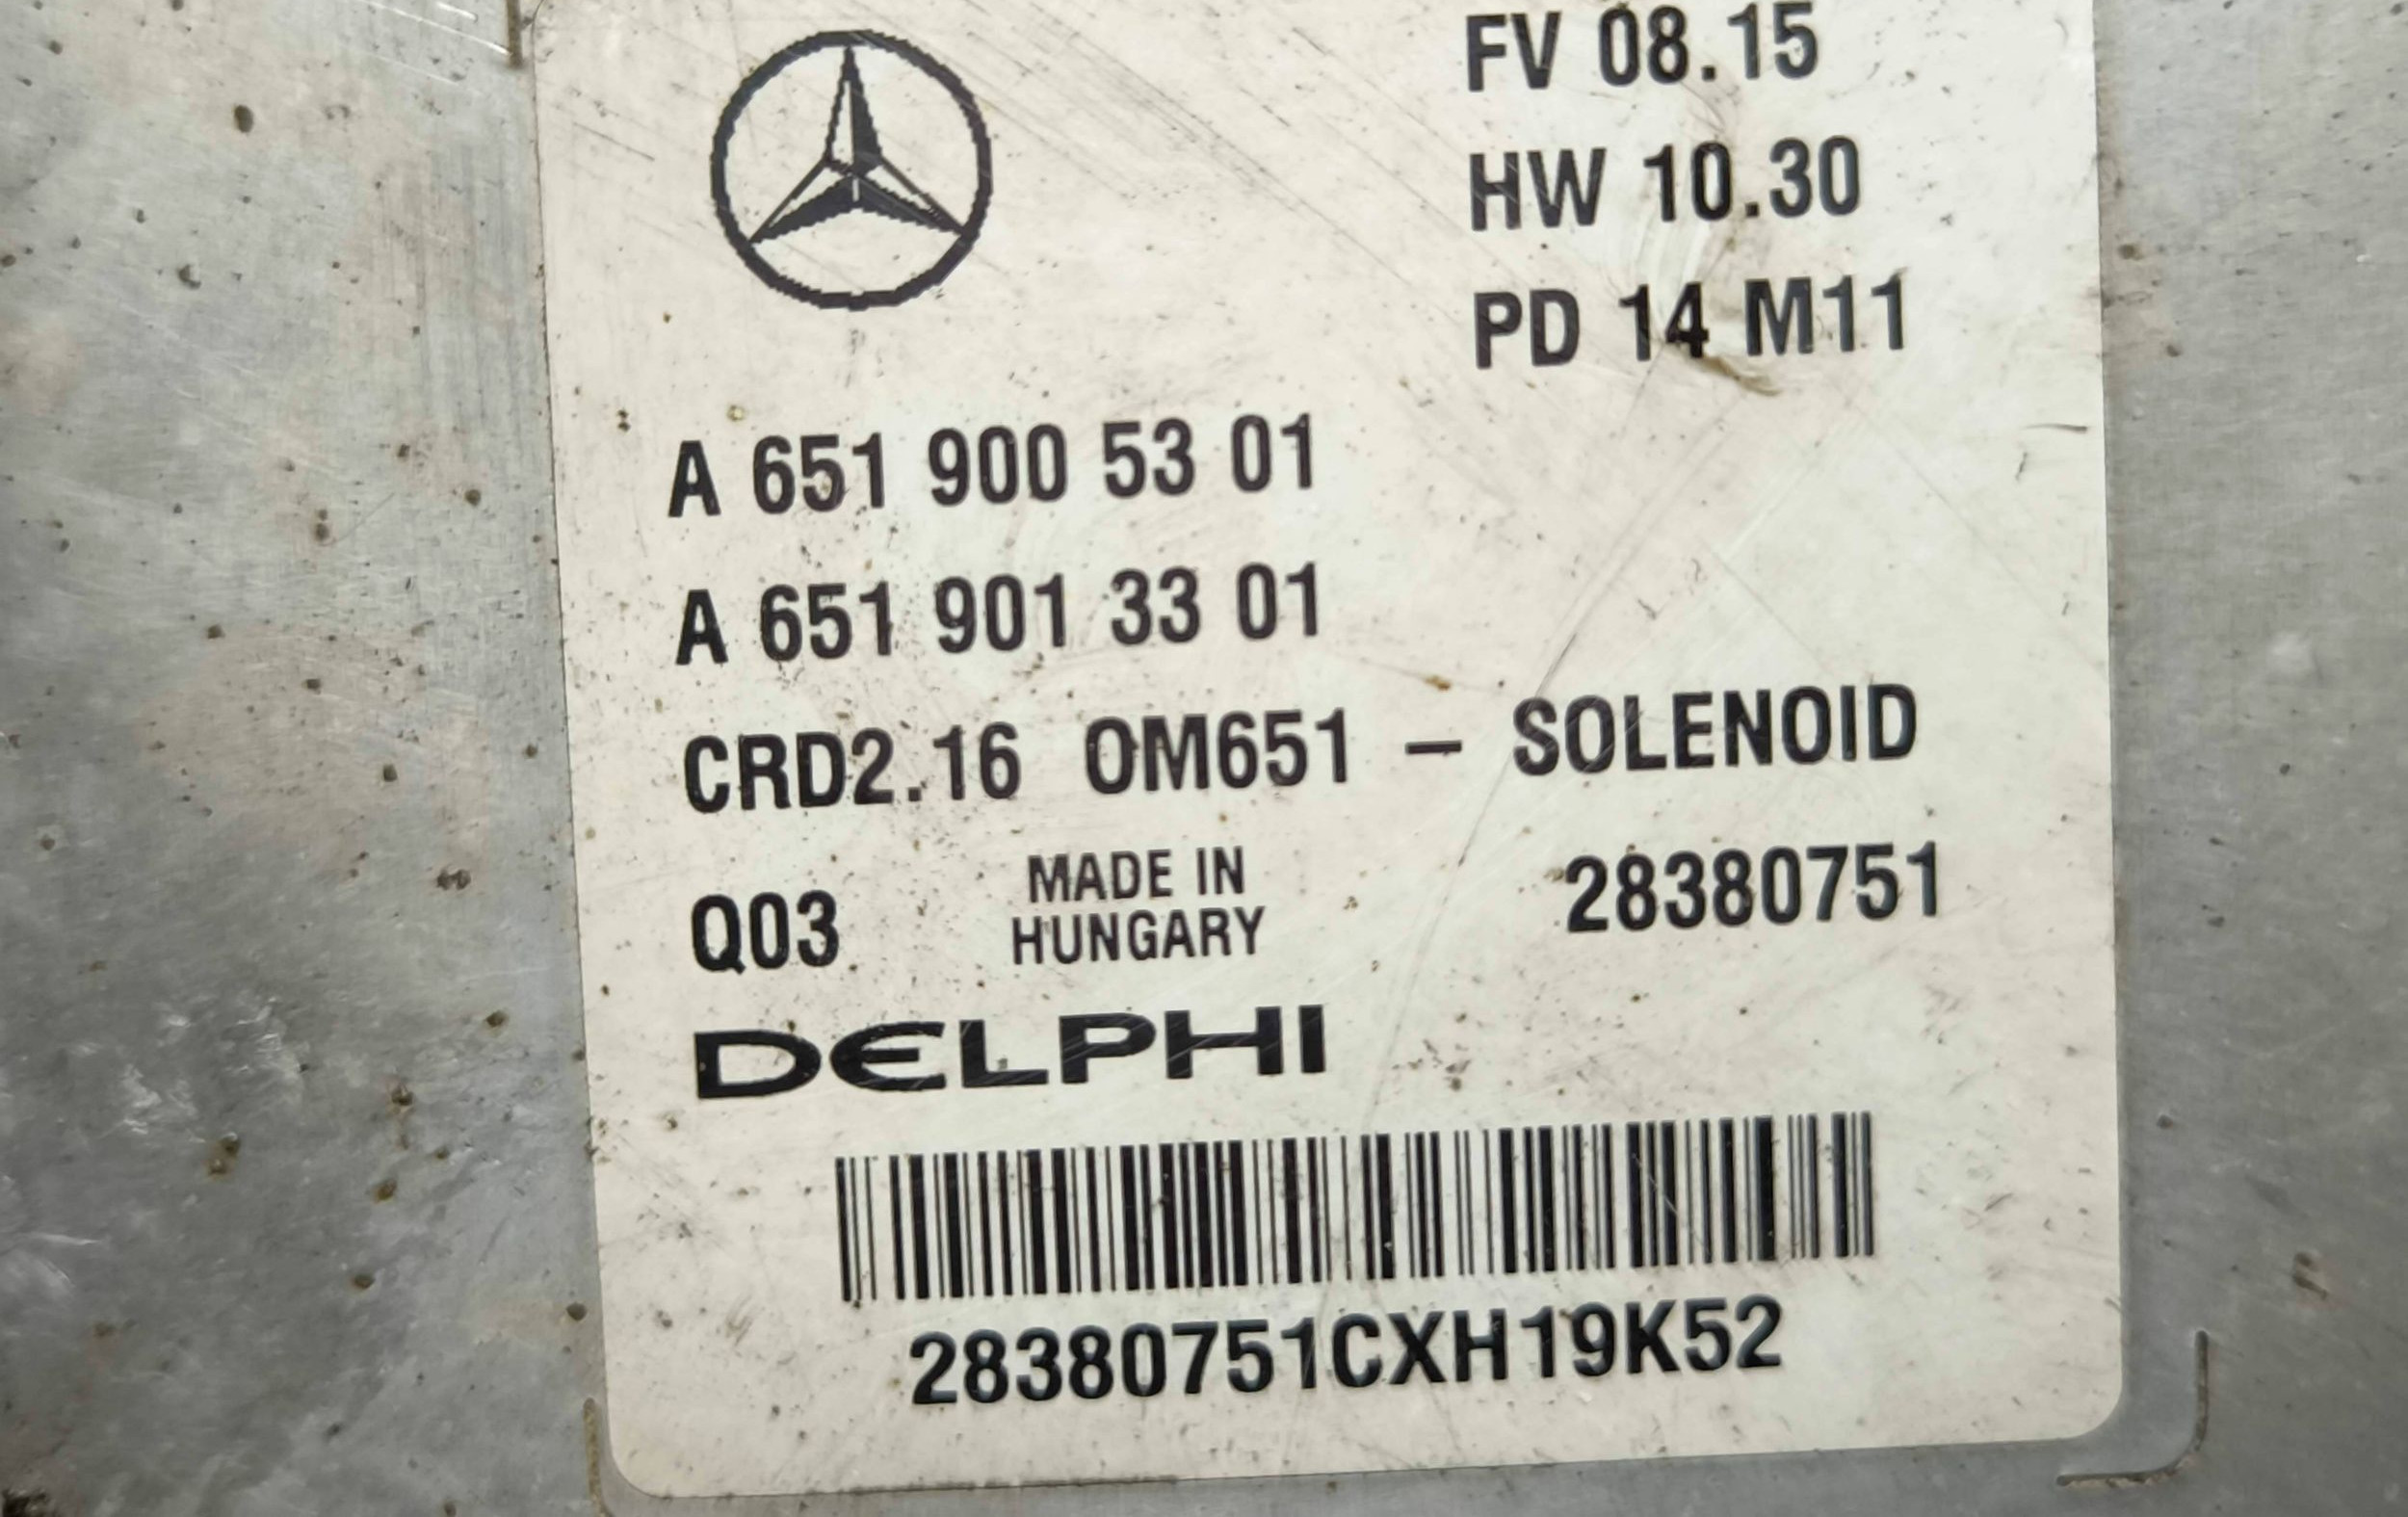 FV 08.15
HW 10.30
PD 14 M11
A 651 900 53 01
A 651 901 33 01
CRD2.16 OM651 – SOLENOID
Q03
MADE IN
HUNGARY
28380751
DELPHI
28380751CXH19K52